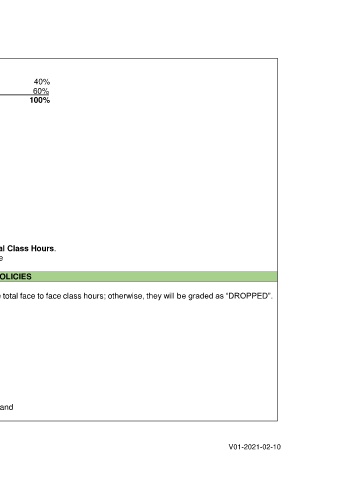 40%
60%
100%
al Class Hours.
e
OLICIES
total face to face class hours; otherwise, they will be graded as "DROPPED".
and
V01-2021-02-10